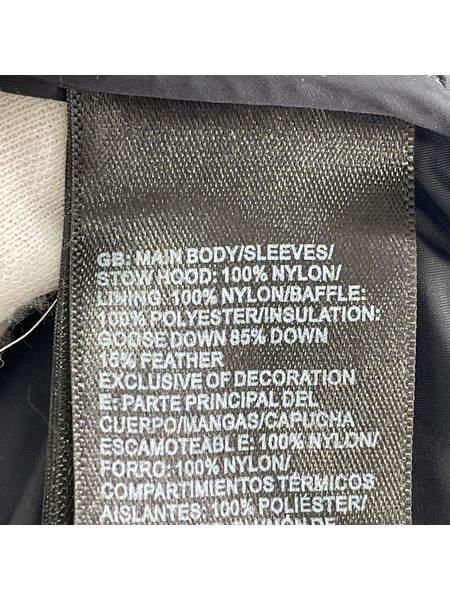 GB: MAIN BODY/SLEEVES/
STOW HOOD: 100% NYLON/
LINING: 100% NYLON/BAFFLE:
100% POLYESTER/INSULATION:
GOOSE DOWN 85% DOWN
15% FEATHER
EXCLUSIVE OF DECORATION
E: PARTE PRINCIPAL DEL
CUERPO/MANGAS/CAPUCHA
ESCAMOTEABLE: 100% NYLON/
FORRO: 100% NYLON/
COMPARTIMIENTOS TÉRMICOS
AISLANTES: 100% POLIÉSTER/
DE